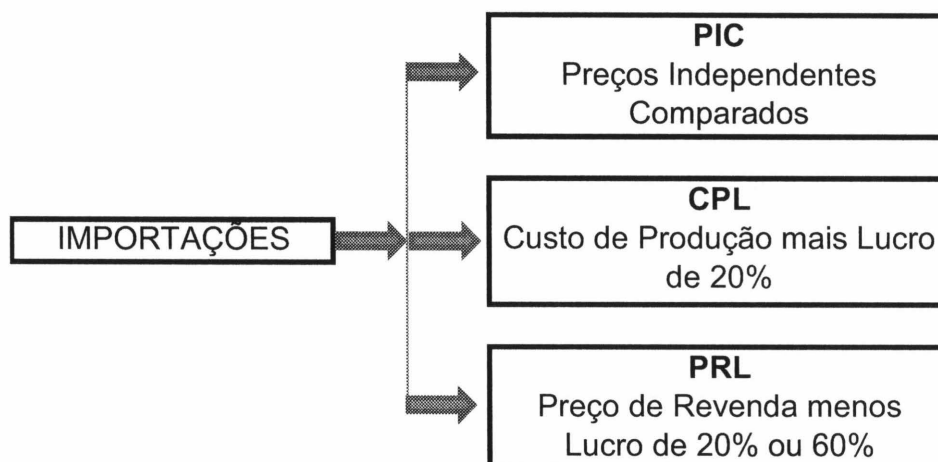 PIC
Preços Independentes
Comparados
IMPORTAÇÕES
CPL
Custo de Produção mais Lucro
de 20%
PRL
Preço de Revenda menos
Lucro de 20% ou 60%